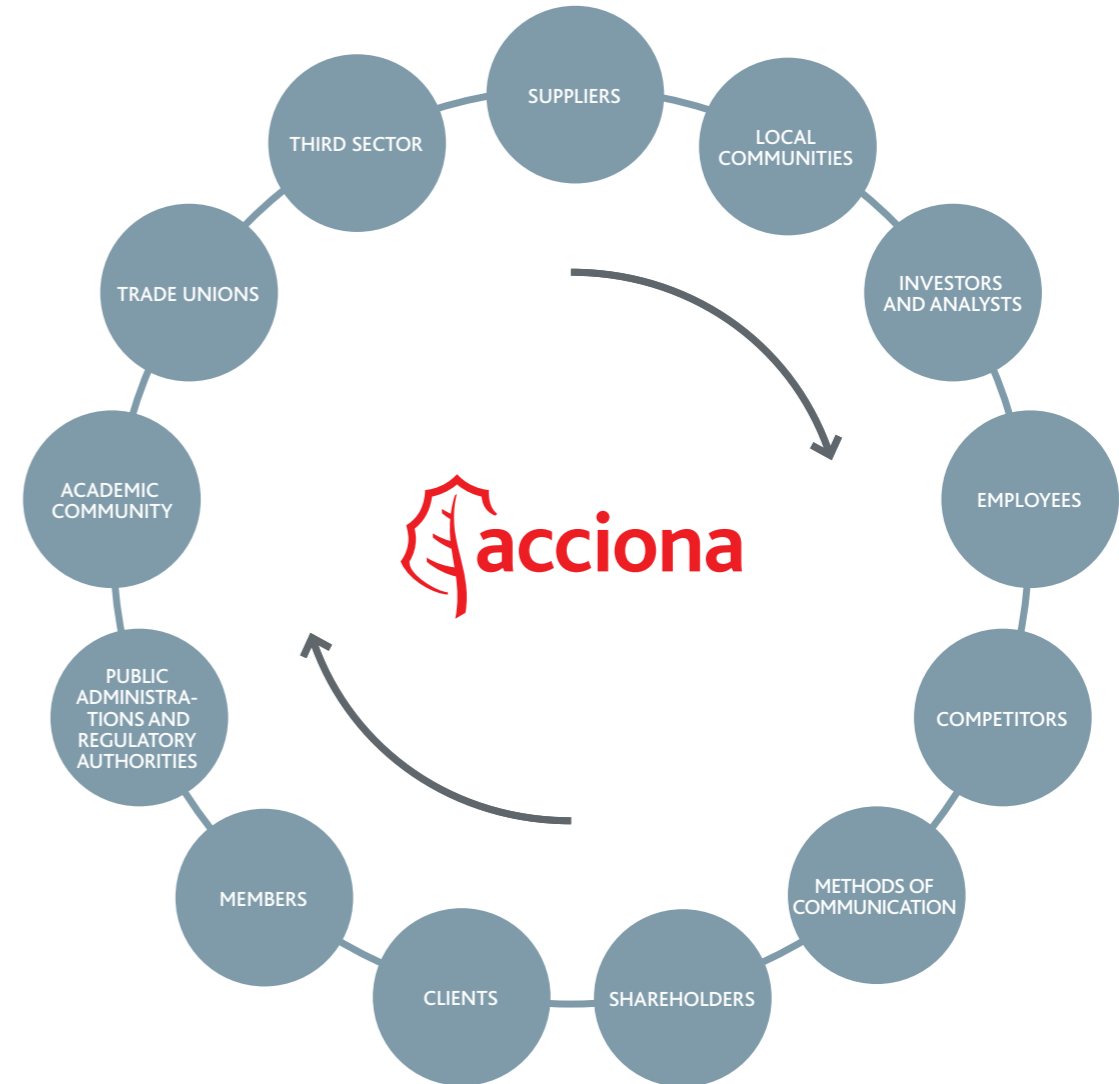 SUPPLIERS
LOCAL
COMMUNITIES
INVESTORS
AND ANALYSTS
EMPLOYEES
COMPETITORS
METHODS OF
COMMUNICATION
SHAREHOLDERS
CLIENTS
MEMBERS
PUBLIC
ADMINISTRA-
TIONS AND
REGULATORY
AUTHORITIES
ACADEMIC
COMMUNITY
TRADE UNIONS
THIRD SECTOR
acciona